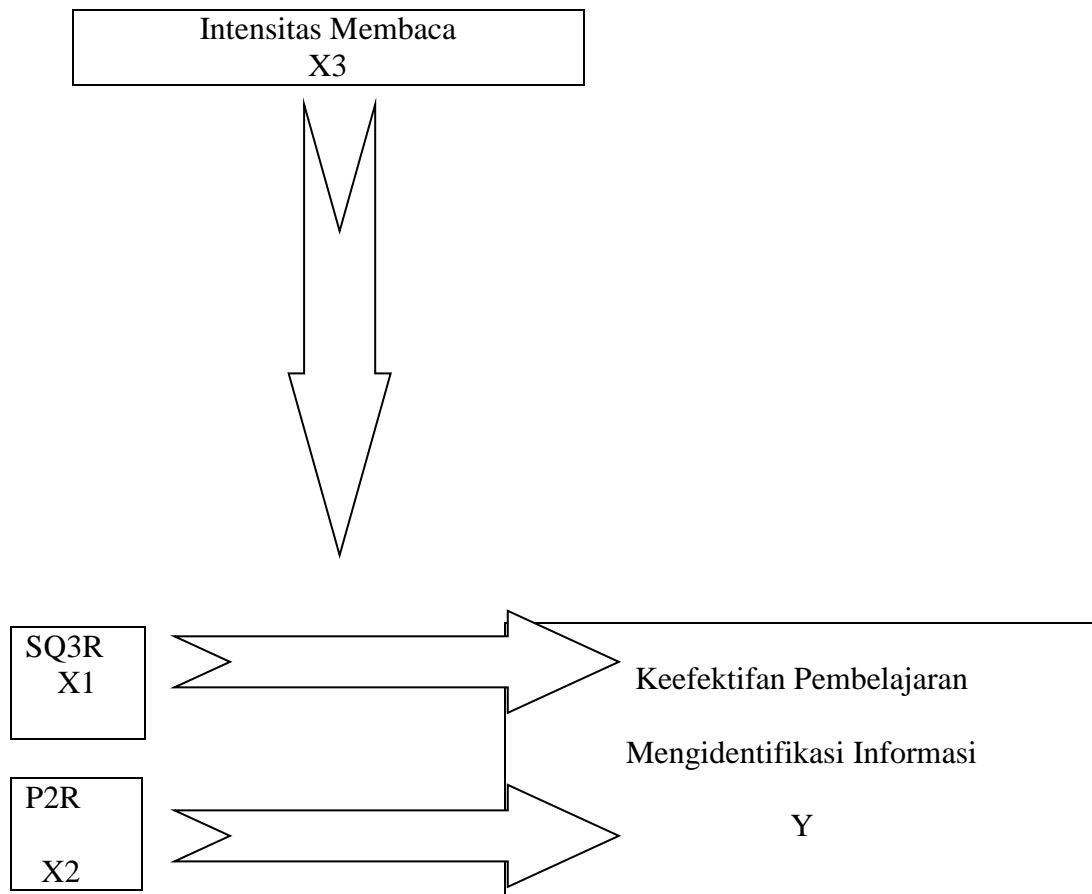 Intensitas Membaca
X3
SQ3R
X1
Keefektifan Pembelajaran
Mengidentifikasi Informasi
Y
P2R
X2